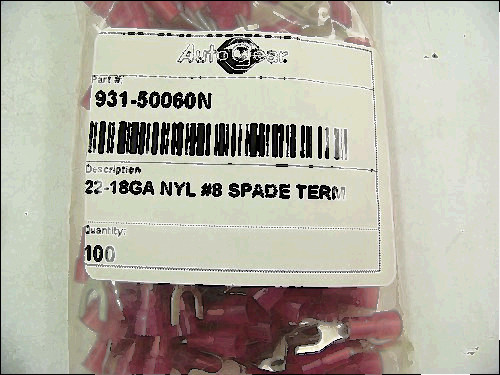 AutoGear
Part #:
931-50060N
Description
22-18GA NYL #8 SPADE TERM
Quantity:
100